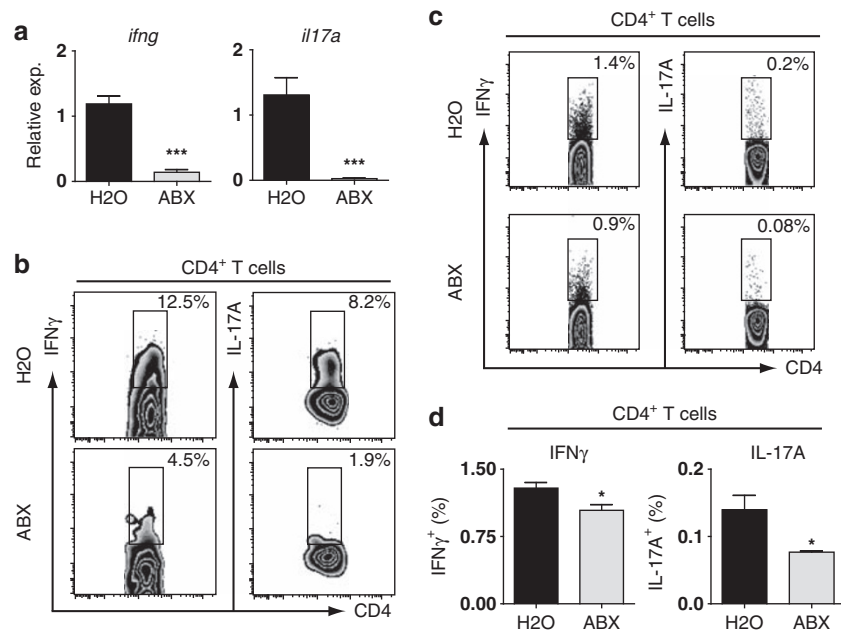 a
ifng
il17a
Relative exp.
2
1
0
***
H2O
ABX
2
1
0
***
H2O
ABX
b
CD4+ T cells
H2O
IFNγ
12.5%
IL-17A
8.2%
ABX
4.5%
1.9%
CD4
c
CD4+ T cells
H2O
IFNγ
1.4%
IL-17A
0.2%
ABX
0.9%
0.08%
CD4
d
CD4+ T cells
IFNγ
IL-17A
IFNγ+ (%)
1.50
0.75
0.00
*
H2O
ABX
IL-17A+ (%)
0.2
0.1
0.0
*
H2O
ABX